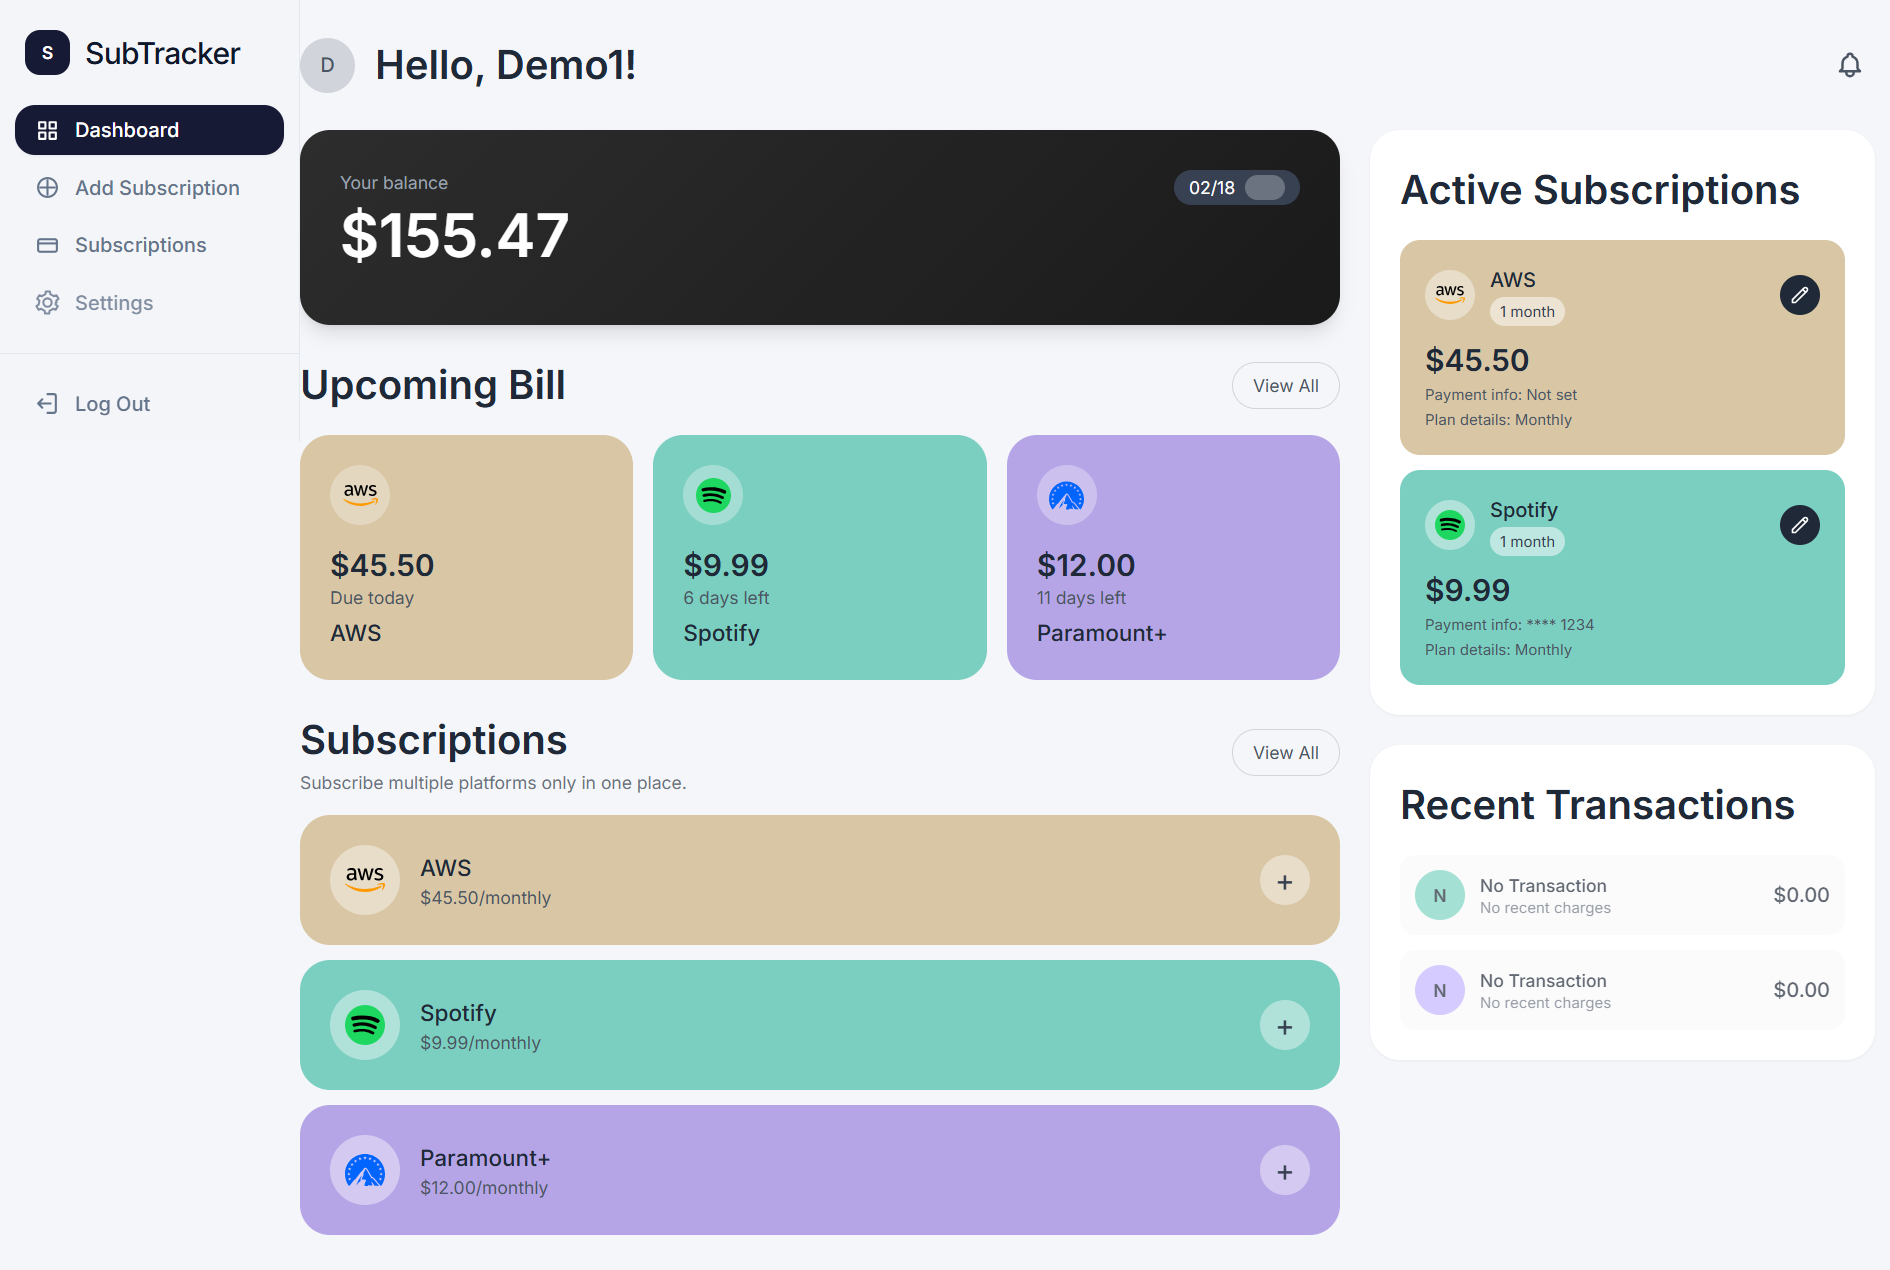 S
SubTracker
Dashboard
Add Subscription
Subscriptions
Settings
Log Out
D
Hello, Demo1!
Your balance
$155.47
02/18
Upcoming Bill
View All
aws
$45.50
Due today
AWS
$9.99
6 days left
Spotify
$12.00
11 days left
Paramount+
Subscriptions
Subscribe multiple platforms only in one place.
View All
aws
AWS
$45.50/monthly
+
Spotify
$9.99/monthly
+
Paramount+
$12.00/monthly
+
Active Subscriptions
aws
AWS
1 month
$45.50
Payment info: Not set
Plan details: Monthly
Spotify
1 month
$9.99
Payment info: **** 1234
Plan details: Monthly
Recent Transactions
N
No Transaction
No recent charges
$0.00
N
No Transaction
No recent charges
$0.00